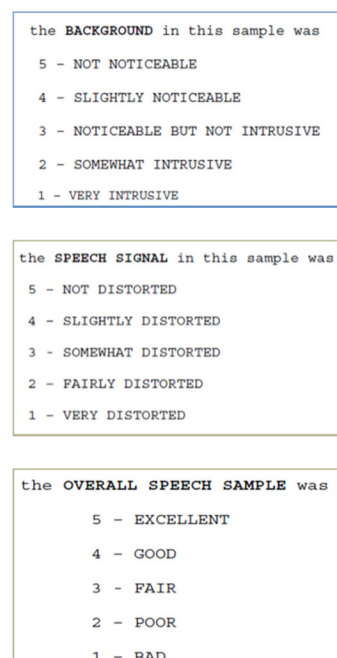 the BACKGROUND in this sample was
5 – NOT NOTICEABLE
4 – SLIGHTLY NOTICEABLE
3 – NOTICEABLE BUT NOT INTRUSIVE
2 – SOMEWHAT INTRUSIVE
1 – VERY INTRUSIVE
the SPEECH SIGNAL in this sample was
5 – NOT DISTORTED
4 – SLIGHTLY DISTORTED
3 - SOMEWHAT DISTORTED
2 – FAIRLY DISTORTED
1 – VERY DISTORTED
the OVERALL SPEECH SAMPLE was
5 – EXCELLENT
4 – GOOD
3 - FAIR
2 – POOR
1 – BAD